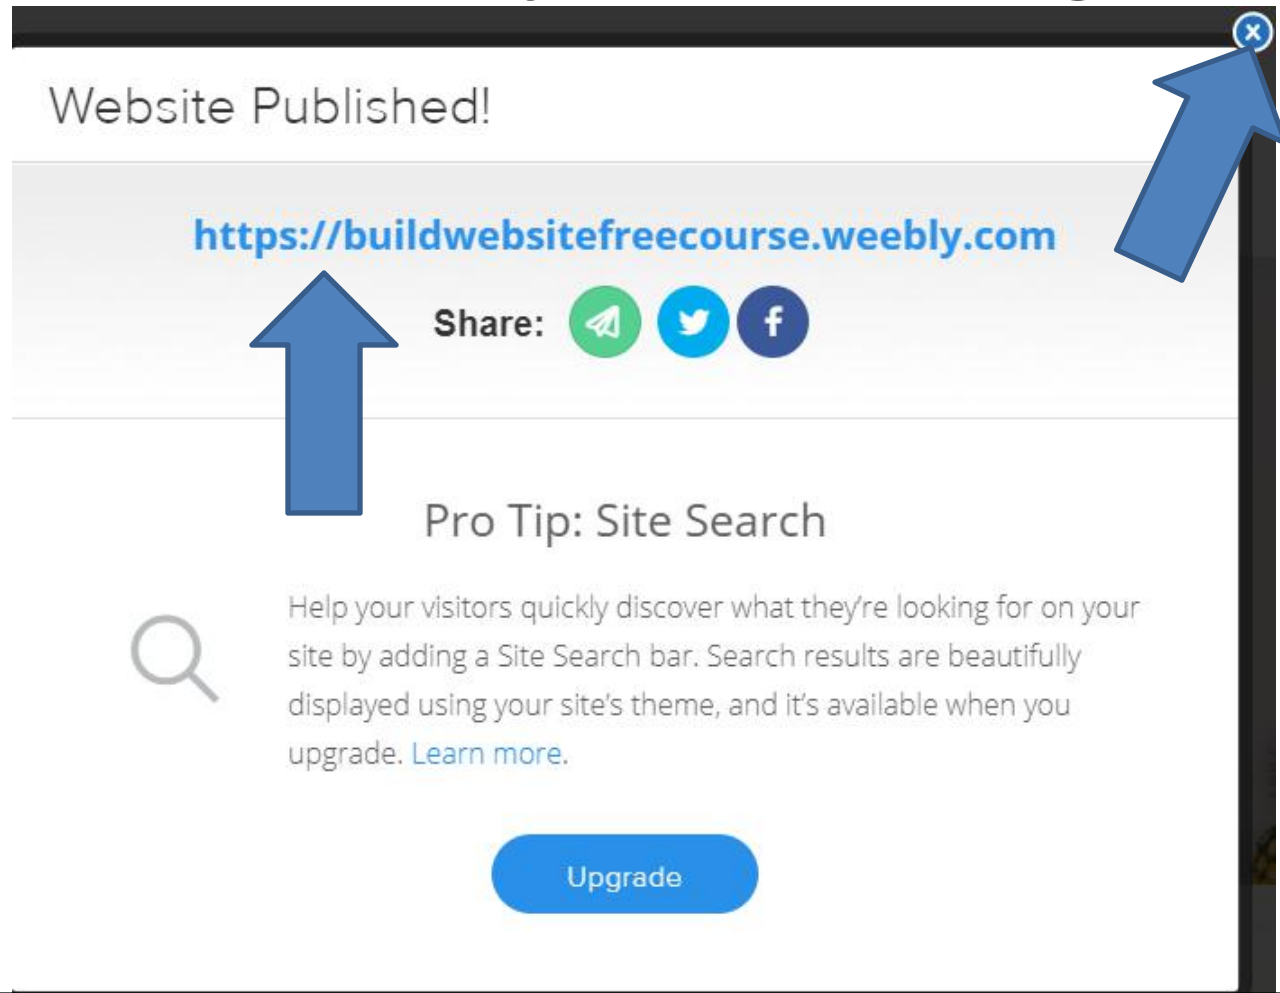 Website Published!
https://buildwebsitefreecourse.weebly.com
Share:
Pro Tip: Site Search
Help your visitors quickly discover what they're looking for on your
site by adding a Site Search bar. Search results are beautifully
displayed using your site's theme, and it's available when you
upgrade. Learn more.
Upgrade